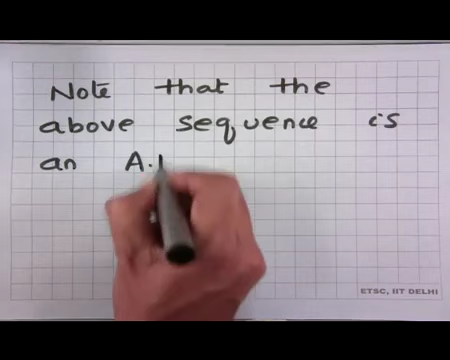 Note that the
above sequence is
an A.
ETSC, IIT DELHI